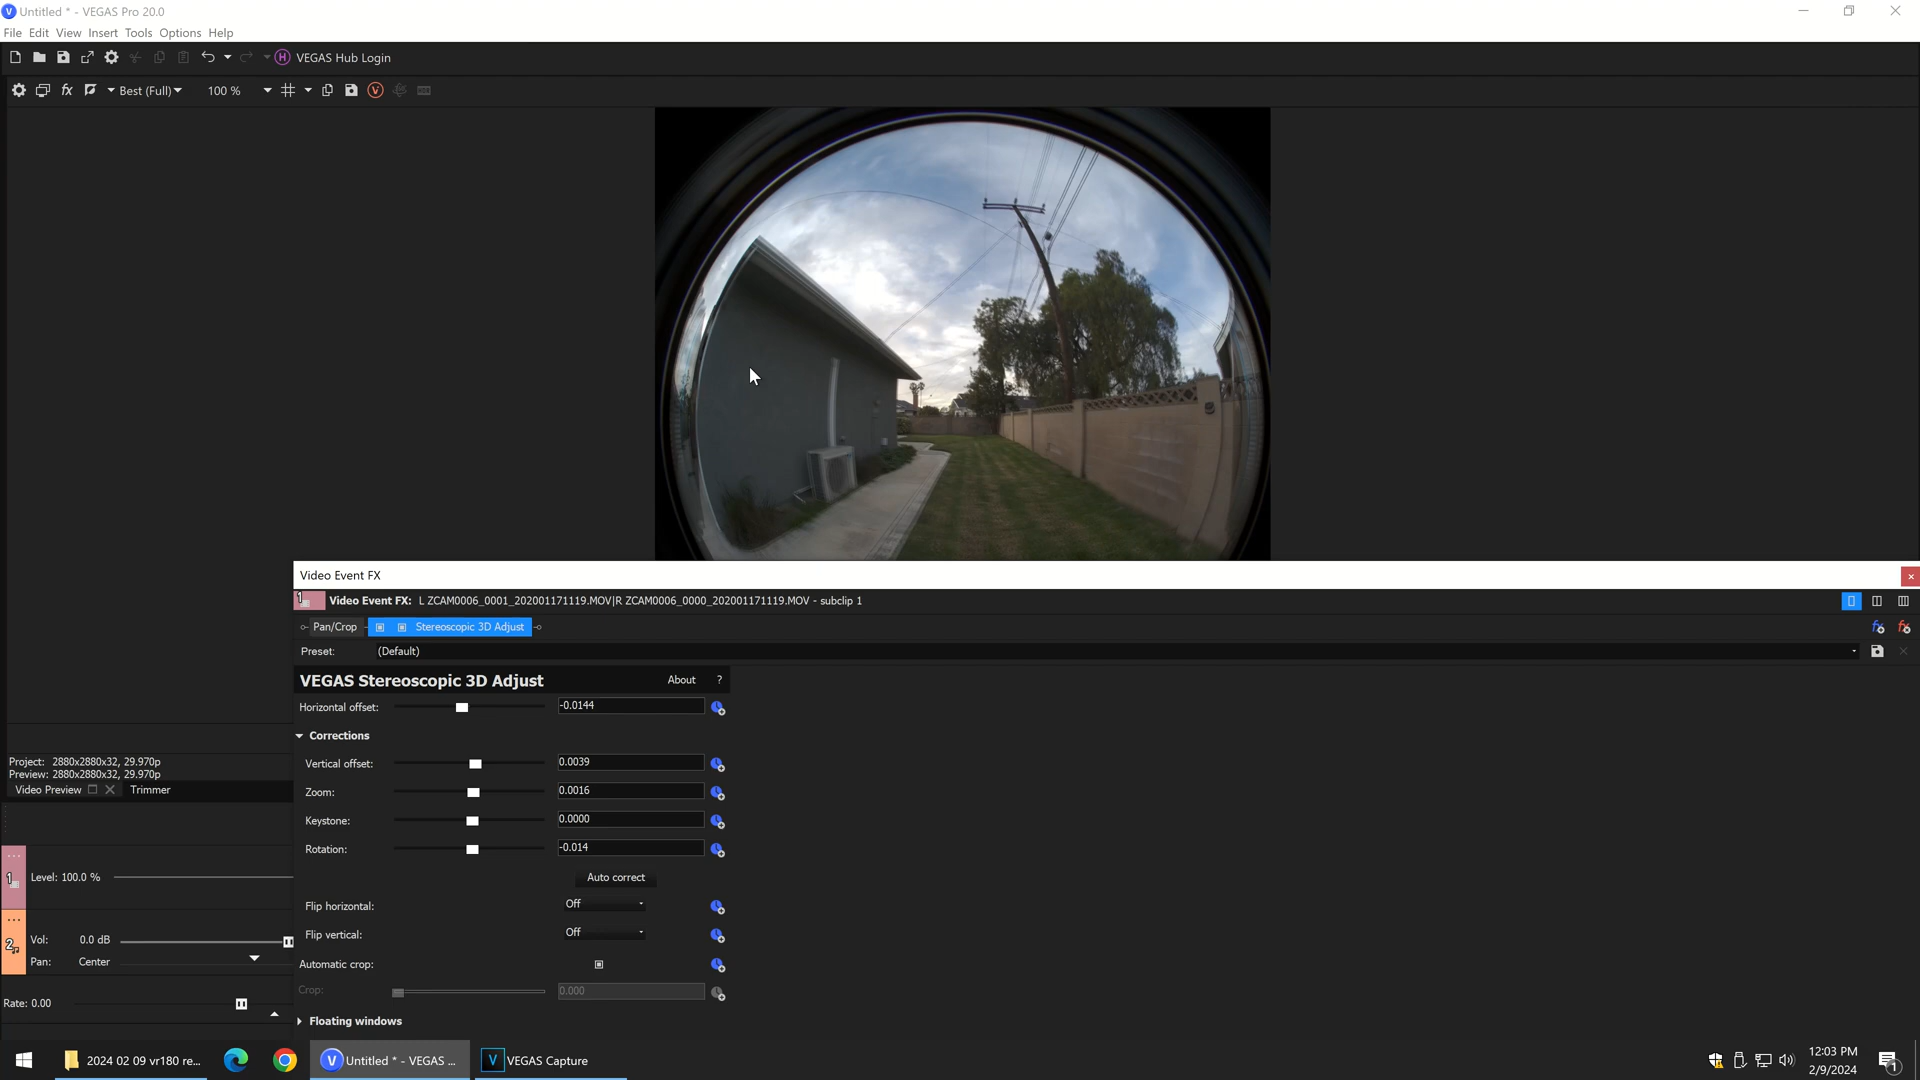 Untitled * - VEGAS Pro 20.0
File Edit View Insert Tools Options Help
VEGAS Hub Login
Best (Full) 100 %
Video Event FX
1 Video Event FX: L ZCAM0006_0001_202001171119.MOV|R ZCAM0006_0000_202001171119.MOV - subclip 1
Pan/Crop Stereoscopic 3D Adjust
Preset: (Default)
VEGAS Stereoscopic 3D Adjust About ?
Horizontal offset: -0.0144
Corrections
Vertical offset: 0.0039
Zoom: 0.0016
Keystone: 0.0000
Rotation: -0.014
Auto correct
Flip horizontal: Off
Flip vertical: Off
Automatic crop:
Crop: 0.000
Floating windows
Project: 2880x2880x32, 29.970p
Preview: 2880x2880x32, 29.970p
Video Preview Trimmer
1 Level: 100.0 %
2 Vol: 0.0 dB
Pan: Center
Rate: 0.00
2024 02 09 vr180 re...
Untitled * - VEGAS ...
VEGAS Capture
12:03 PM
2/9/2024
1